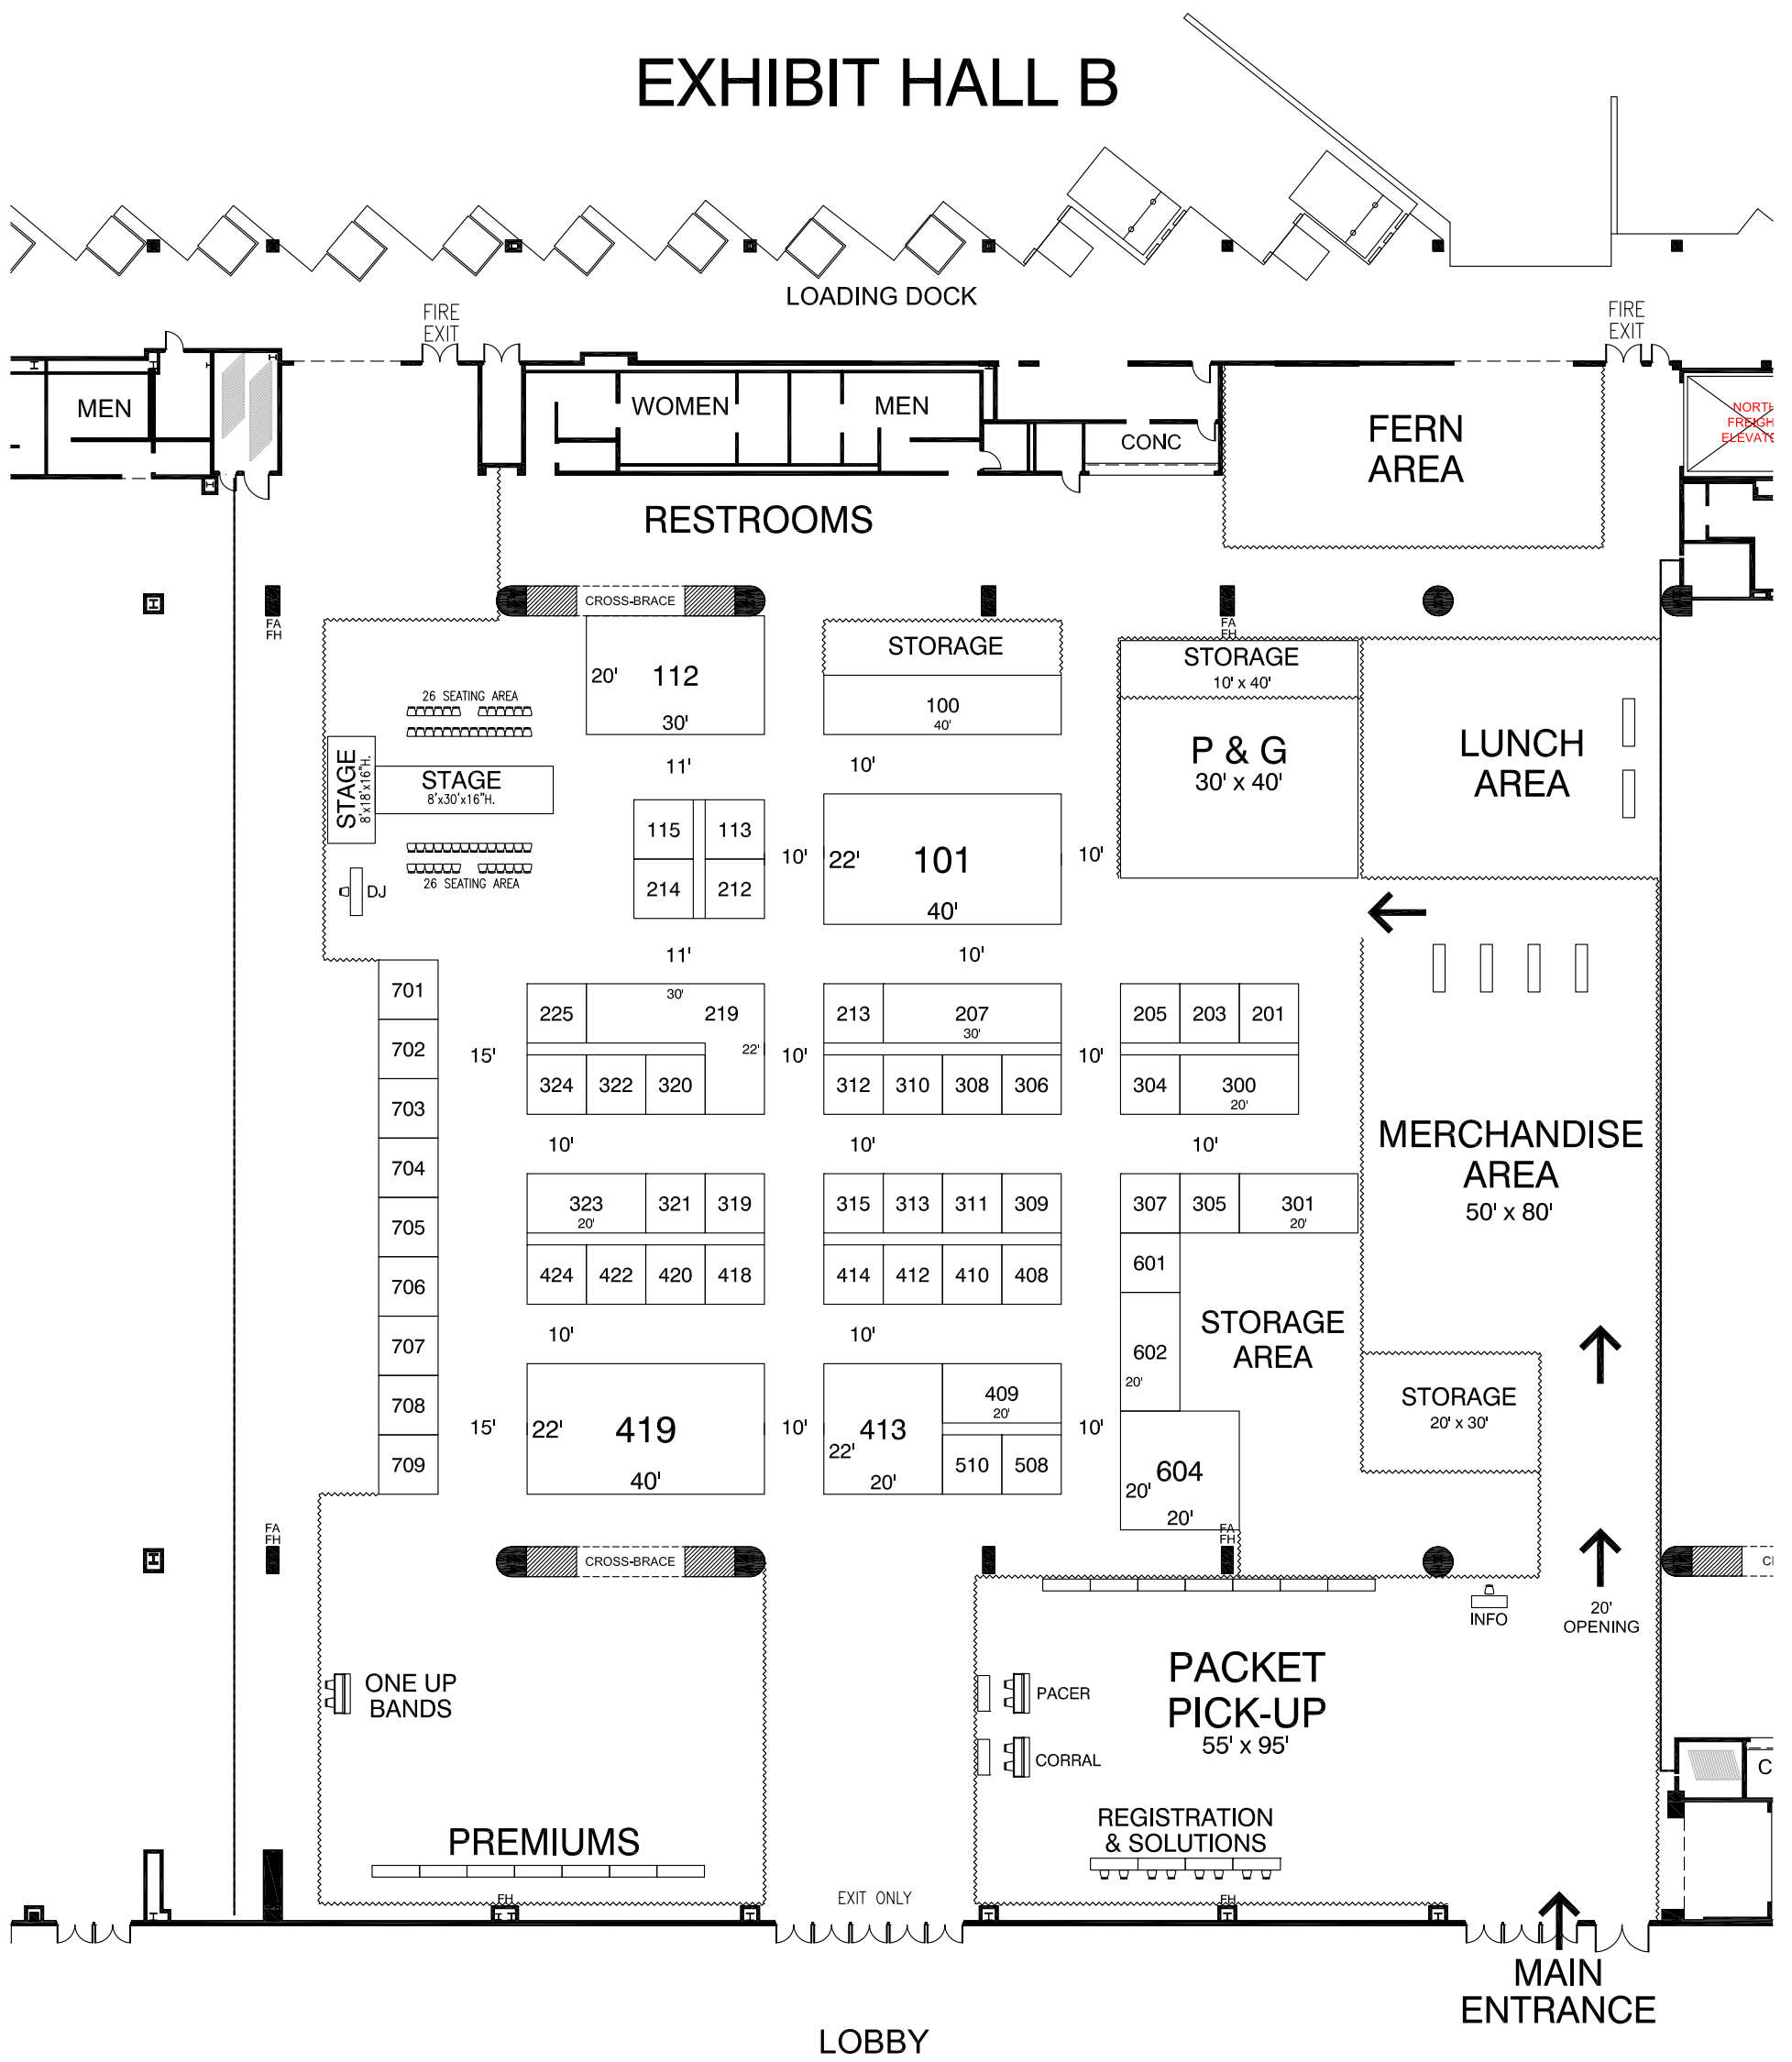 EXHIBIT HALL B
LOADING DOCK
FIRE
EXIT
FIRE
EXIT
MEN
WOMEN
MEN
CONC
FERN
AREA
NORTH
FREIGH
ELEVAT
RESTROOMS
CROSS-BRACE
FA
FH
FA
FH
112
20'
30'
STORAGE
100
40'
STORAGE
10' x 40'
P & G
30' x 40'
LUNCH
AREA
26 SEATING AREA
STAGE
8'x18'x16"H.
STAGE
8'x30'x16"H.
26 SEATING AREA
DJ
11'
10'
115
113
214
212
10'
22'
101
40'
10'
11'
10'
701
702
703
704
705
706
707
708
709
15'
225
30'
219
22'
324
322
320
10'
213
207
30'
312
310
308
306
10'
205
203
201
304
300
20'
10'
10'
10'
MERCHANDISE
AREA
50' x 80'
323
20'
321
319
424
422
420
418
315
313
311
309
414
412
410
408
307
305
301
20'
601
602
20'
STORAGE
AREA
10'
10'
STORAGE
20' x 30'
15'
22'
419
40'
10'
413
22'
20'
409
20'
510
508
10'
604
20'
20'
FA
FH
FA
FH
CROSS-BRACE
INFO
20'
OPENING
ONE UP
BANDS
PACKET
PICK-UP
55' x 95'
PACER
CORRAL
REGISTRATION
& SOLUTIONS
PREMIUMS
FH
EXIT ONLY
FH
MAIN
ENTRANCE
LOBBY